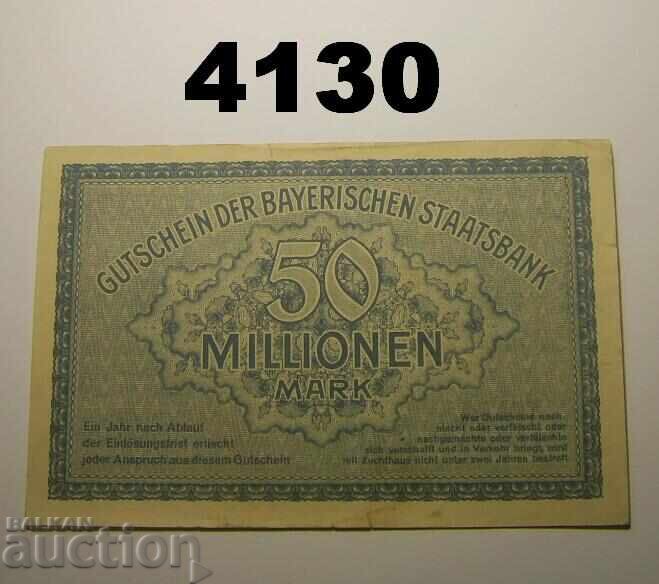 4130
GUTSCHEIN DER BAYERISCHEN STAATSBANK
50
MILLIONEN
MARK
Ein Jahr nach Ablauf
der Einlösungsfrist erlischt
jeder Anspruch aus diesem Gutschein
Wer Gutscheine nach-
macht oder verfälscht oder
nachgemachte oder verfälschte
sich verschafft und in Verkehr bringt, wird
mit Zuchthaus nicht unter zwei Jahren bestraft
BALKAN
auction